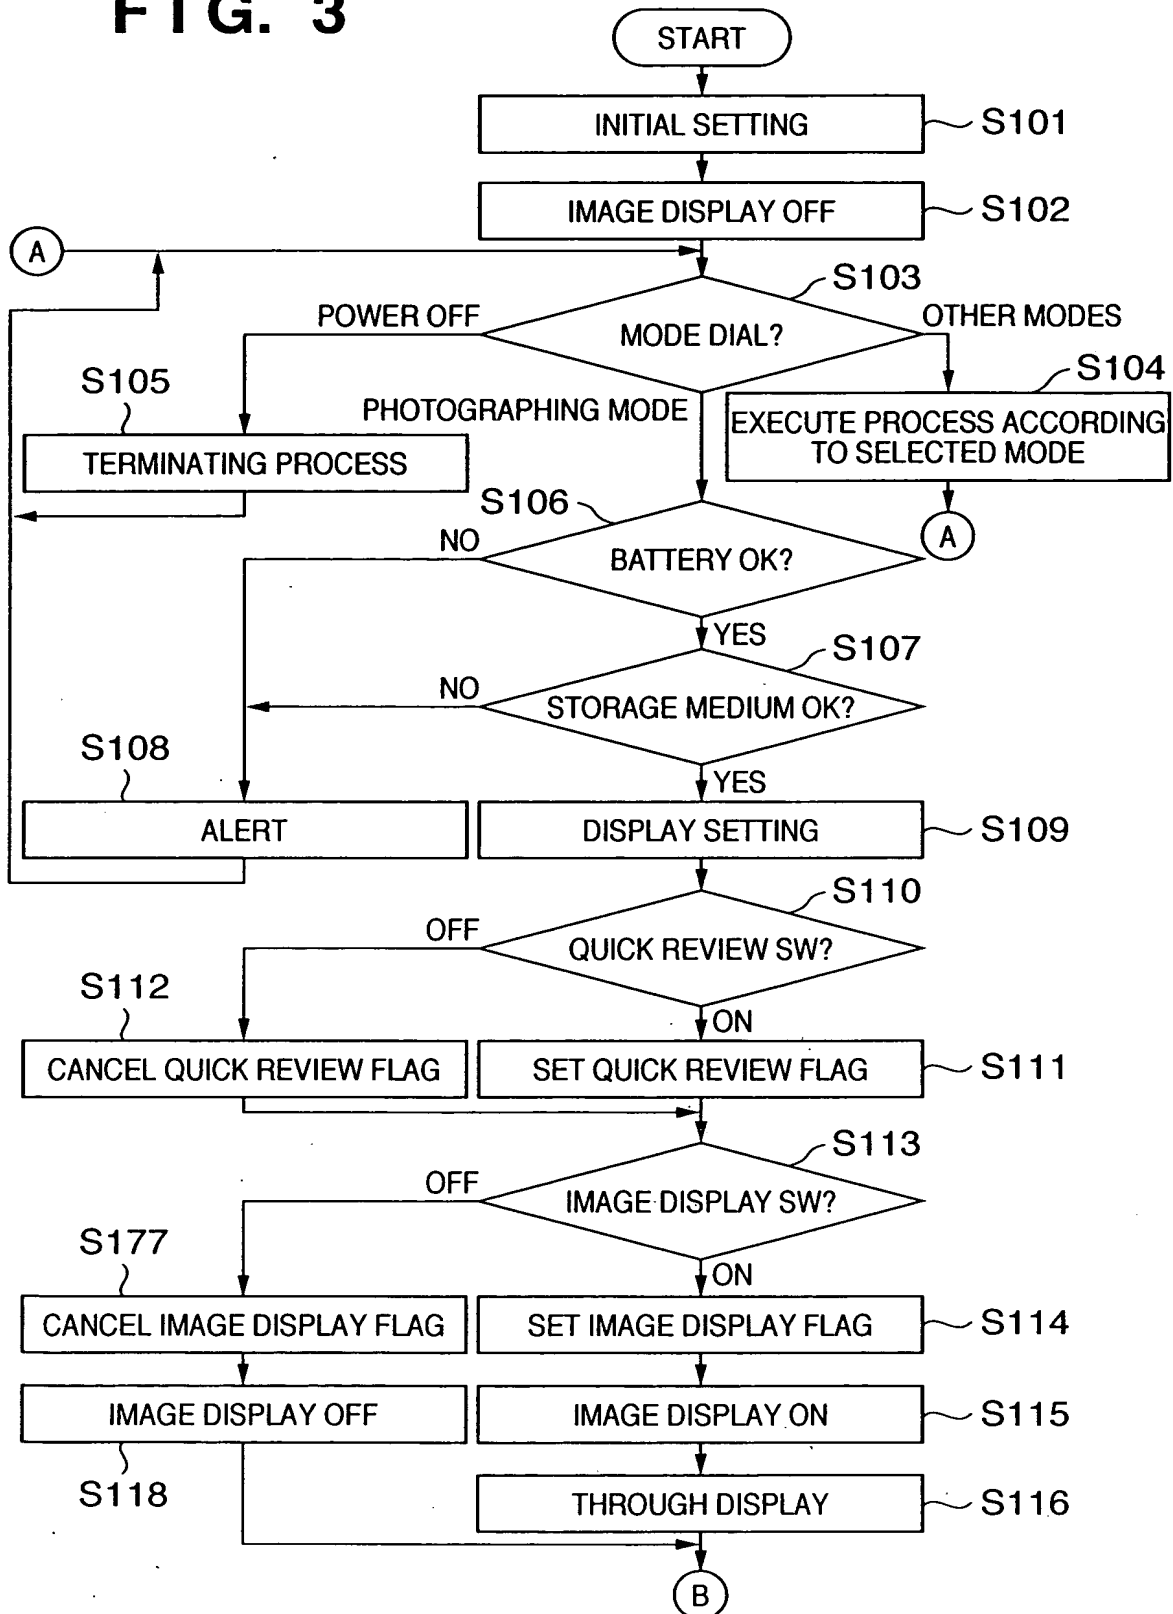 FIG. 3
START
INITIAL SETTING
S101
IMAGE DISPLAY OFF
S102
A
S103
POWER OFF
MODE DIAL?
OTHER MODES
S104
S105
PHOTOGRAPHING MODE
EXECUTE PROCESS ACCORDING
TO SELECTED MODE
TERMINATING PROCESS
S106
A
NO
BATTERY OK?
YES
S107
NO
STORAGE MEDIUM OK?
S108
YES
ALERT
DISPLAY SETTING
S109
S110
OFF
QUICK REVIEW SW?
S112
ON
CANCEL QUICK REVIEW FLAG
SET QUICK REVIEW FLAG
S111
S113
OFF
IMAGE DISPLAY SW?
S177
ON
CANCEL IMAGE DISPLAY FLAG
SET IMAGE DISPLAY FLAG
S114
IMAGE DISPLAY OFF
IMAGE DISPLAY ON
S115
S118
THROUGH DISPLAY
S116
B